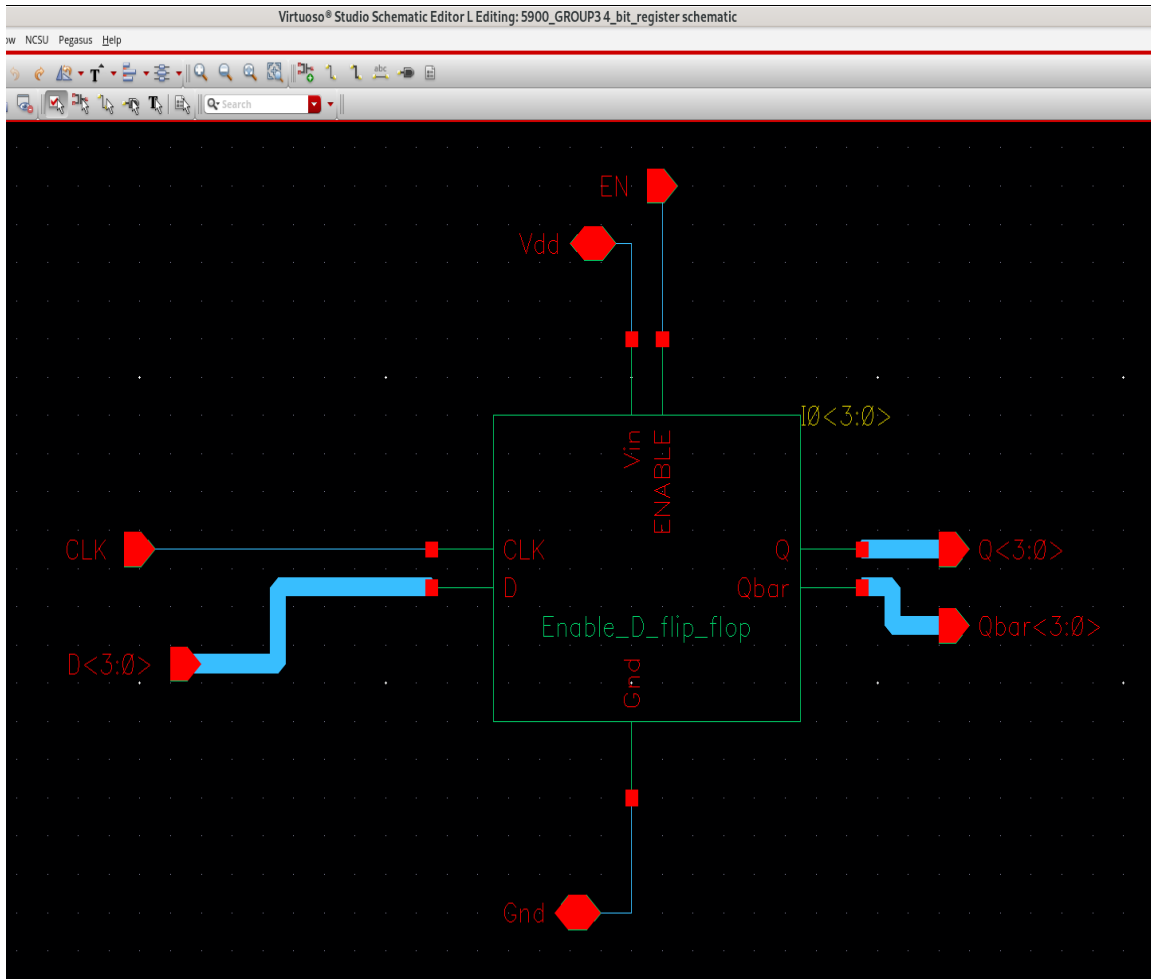 Virtuoso® Studio Schematic Editor L Editing: 5900_GROUP3 4_bit_register schematic
NCSU Pegasus Help
T
abc
T
Search
EN
Vdd
I0<3:0>
Vin
ENABLE
CLK
CLK
Q
Q<3:0>
D
Qbar
Enable_D_flip_flop
Qbar<3:0>
D<3:0>
Gnd
Gnd